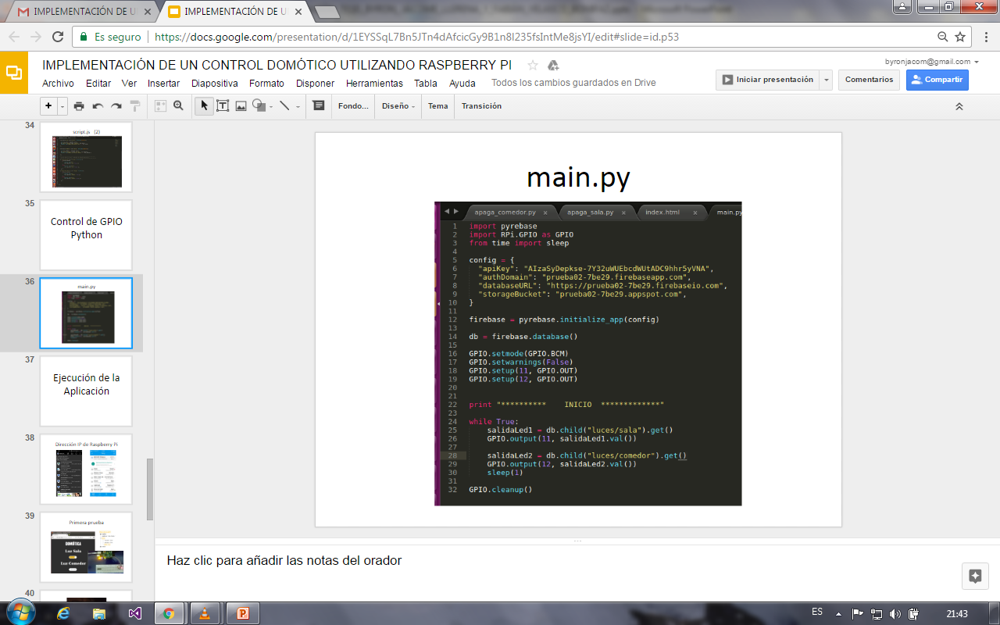 IMPLEMENTACIÓN DE U
IMPLEMENTACIÓN DE U
Es seguro
https://docs.google.com/presentation/d/1EYSSqL7Bn5JTn4dAfcicGy9B1n8I235fsIntMe8jsYI/edit#slide=id.p53
IMPLEMENTACIÓN DE UN CONTROL DOMÓTICO UTILIZANDO RASPBERRY PI
byronjacom@gmail.com
Archivo Editar Ver Insertar Diapositiva Formato Disponer Herramientas Tabla Ayuda Todos los cambios guardados en Drive
Iniciar presentación
Comentarios
Compartir
Fondo... Diseño Tema Transición
34
script.js (2)
35
Control de GPIO
Python
36
main.py
37
Ejecución de la
Aplicación
38
Dirección IP de Raspberry Pi
39
Primera prueba
DOMÓTICA
Luz Sala
Luz Comedor
40
main.py
apaga_comedor.py x apaga_sala.py x index.html x main.py
1 import pyrebase
2 import RPi.GPIO as GPIO
3 from time import sleep
4
5 config = {
6 "apiKey": "AIzaSyDepkse-7Y32uWUEbcdWUtADC9hhr5yVNA",
7 "authDomain": "prueba02-7be29.firebaseapp.com",
8 "databaseURL": "https://prueba02-7be29.firebaseio.com",
9 "storageBucket": "prueba02-7be29.appspot.com",
10 }
11
12 firebase = pyrebase.initialize_app(config)
13
14 db = firebase.database()
15
16 GPIO.setmode(GPIO.BCM)
17 GPIO.setwarnings(False)
18 GPIO.setup(11, GPIO.OUT)
19 GPIO.setup(12, GPIO.OUT)
20
21
22 print "********** INICIO *************"
23
24 while True:
25 salidaLed1 = db.child("luces/sala").get()
26 GPIO.output(11, salidaLed1.val())
27
28 salidaLed2 = db.child("luces/comedor").get()
29 GPIO.output(12, salidaLed2.val())
30 sleep(1)
31
32 GPIO.cleanup()
Haz clic para añadir las notas del orador
ES
21:43